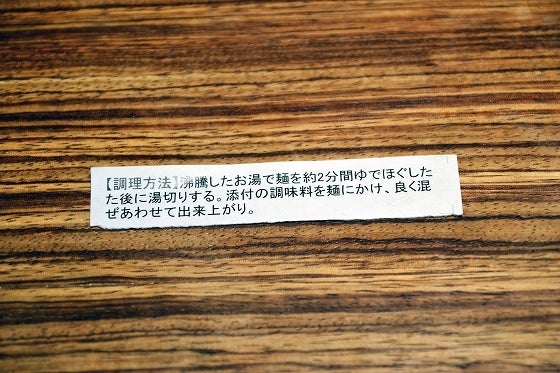 【調理方法】沸騰したお湯で麺を約2分間ゆでほぐした
た後に湯切りする。添付の調味料を麺にかけ、良く混
ぜあわせて出来上がり。